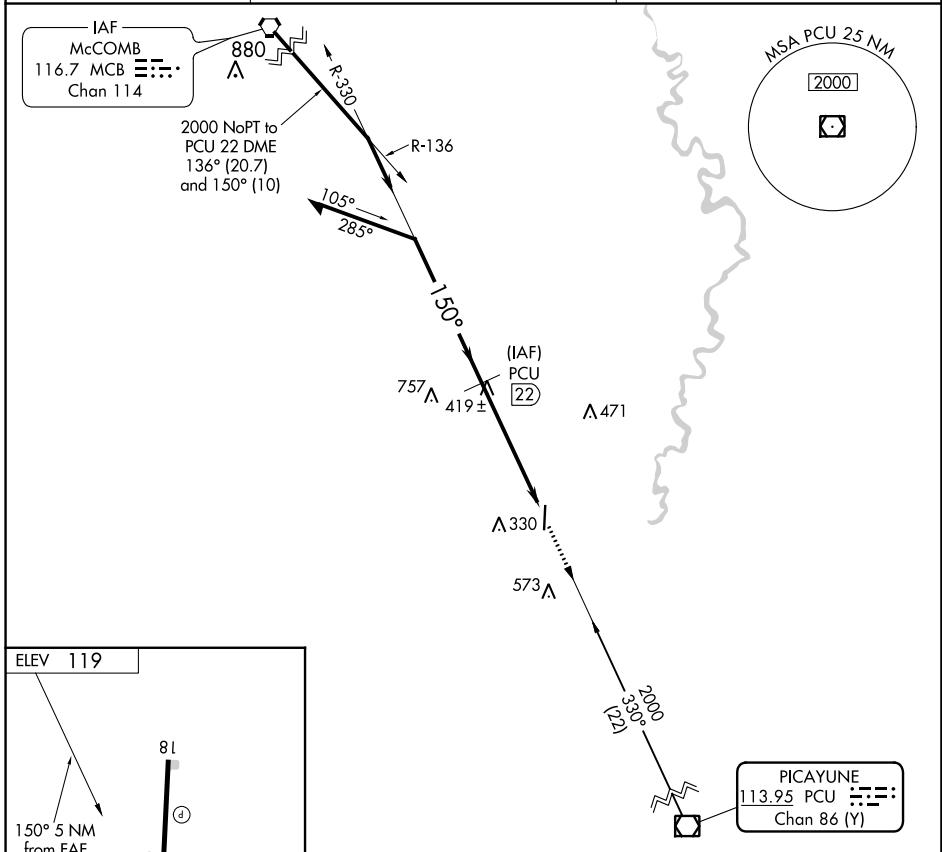 IAF
McCOMB
116.7 MCB
Chan 114
880
R-330
2000 NoPT to
PCU 22 DME
136° (20.7)
and 150° (10)
R-136
105°
285°
MSA PCU 25 NM
2000
150°
(IAF)
PCU
22
757
419 ±
471
330
573
2000
330°
(22)
PICAYUNE
113.95 PCU
Chan 86 (Y)
ELEV 119
18
P
150° 5 NM
from FAF